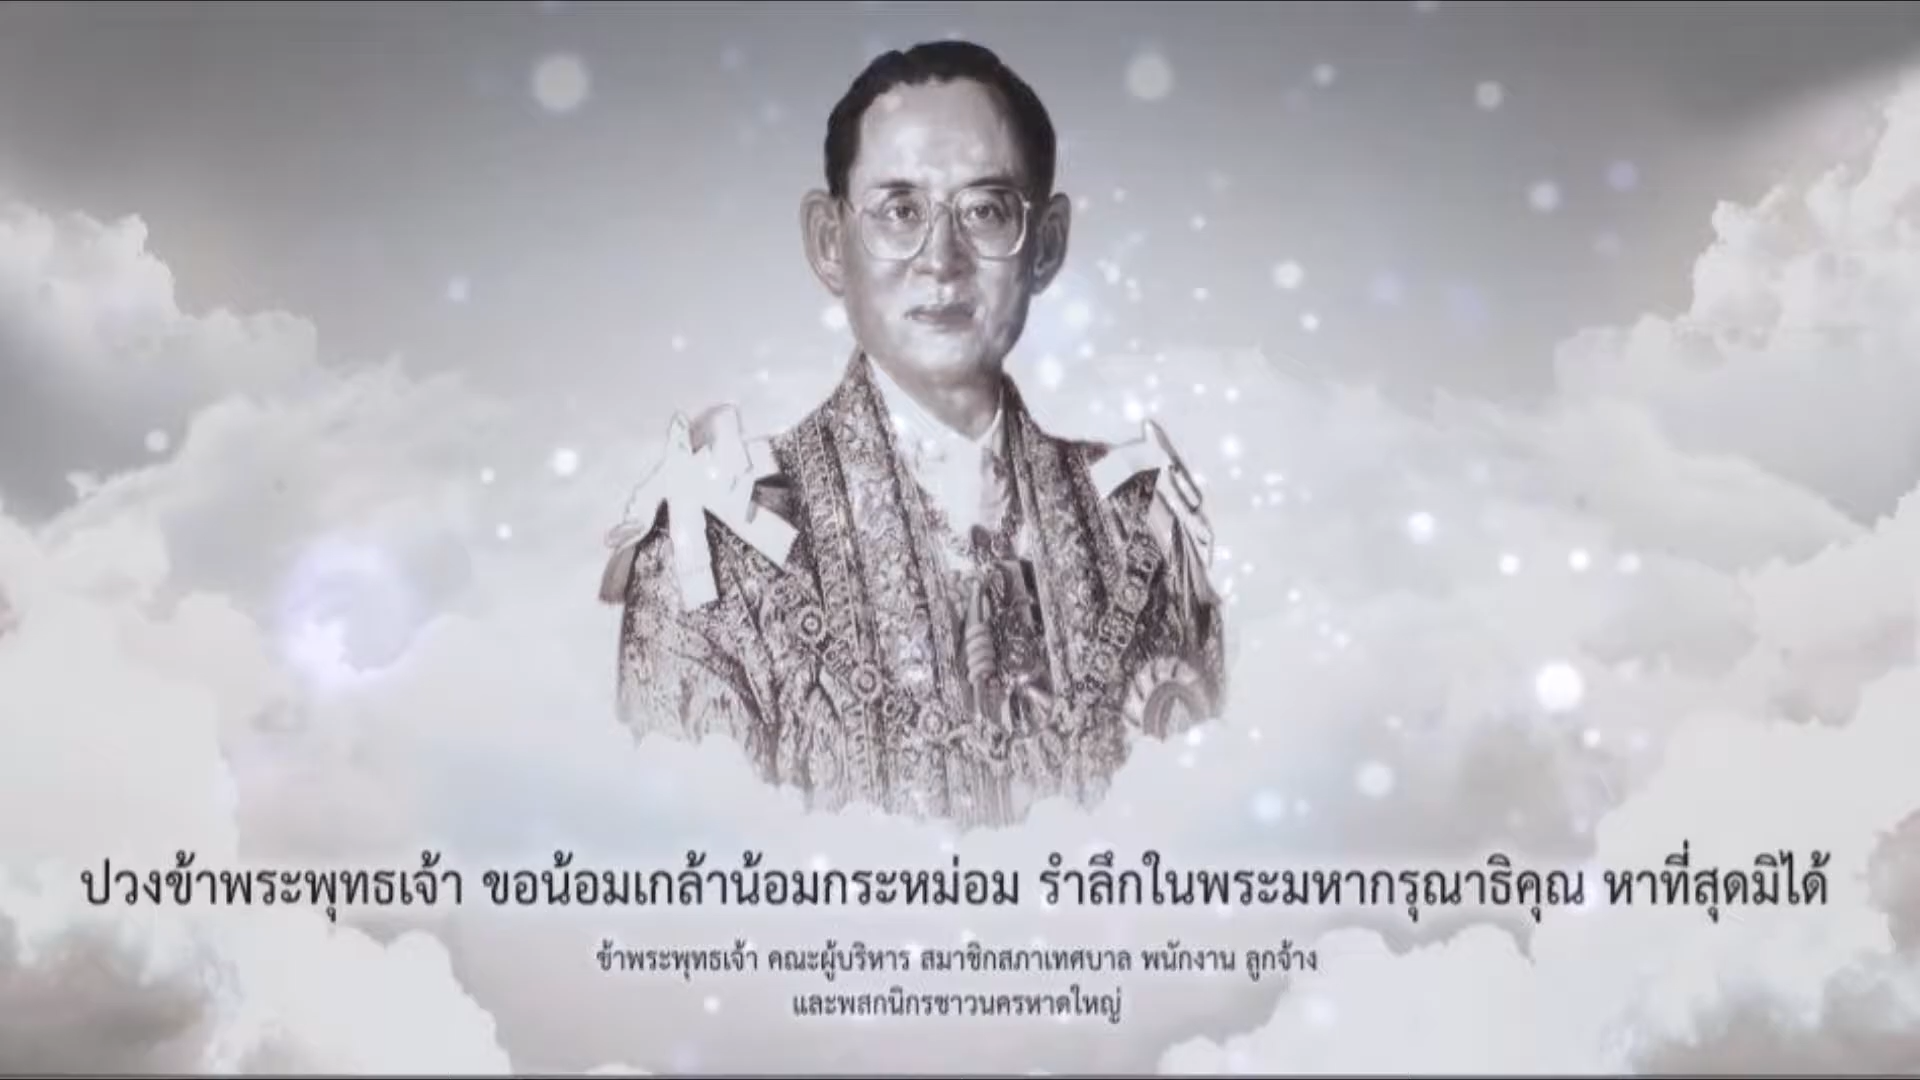 ปวงข้าพระพุทธเจ้า ขอน้อมเกล้าน้อมกระหม่อม รำลึกในพระมหากรุณาธิคุณ หาที่สุดมิได้
ข้าพระพุทธเจ้า คณะผู้บริหาร สมาชิกสภาเทศบาล พนักงาน ลูกจ้าง
และพสกนิกรชาวนครหาดใหญ่